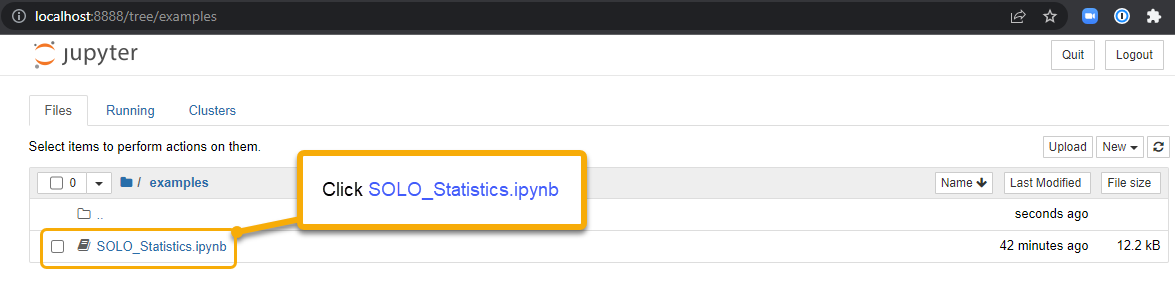 localhost:8888/tree/examples
jupyter
Quit
Logout
Files
Running
Clusters
Select items to perform actions on them.
Upload
New
0
/ examples
Name
Last Modified
File size
Click SOLO_Statistics.ipynb
..
seconds ago
SOLO_Statistics.ipynb
42 minutes ago
12.2 kB